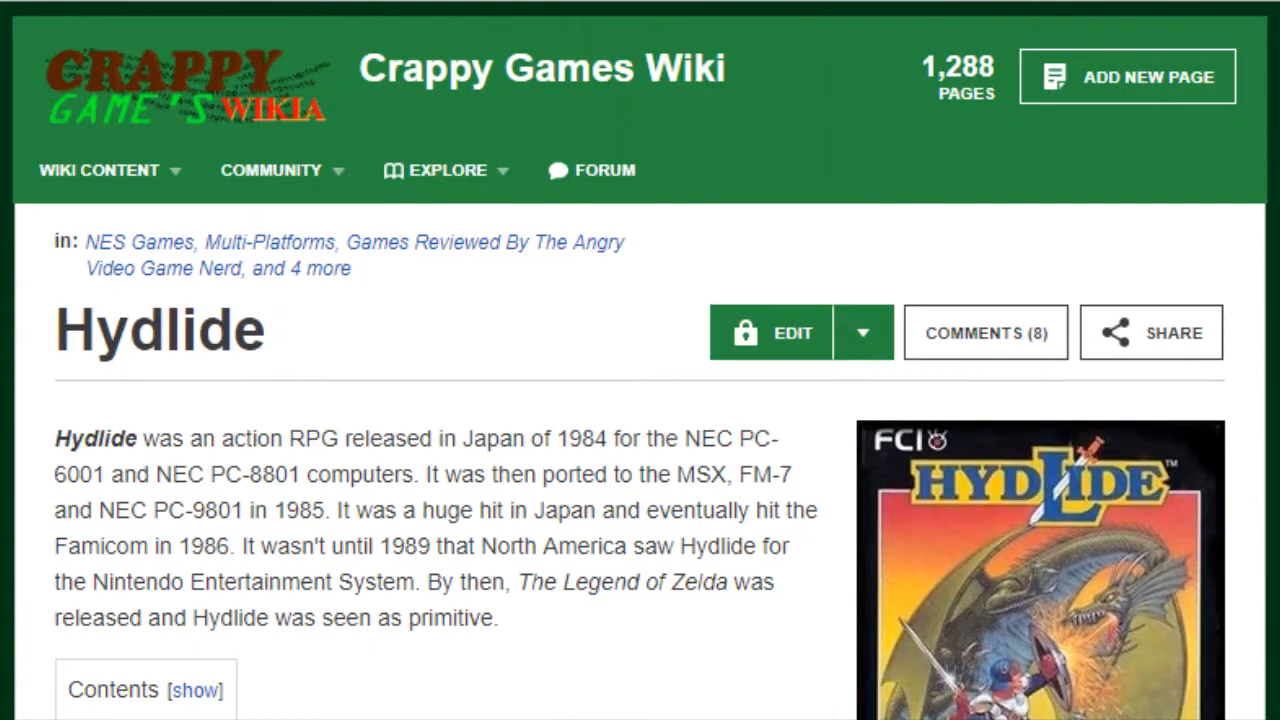 CRAPPY
GAME'S WIKIA
Crappy Games Wiki
1,288
PAGES
ADD NEW PAGE
WIKI CONTENT
COMMUNITY
EXPLORE
FORUM
in: NES Games, Multi-Platforms, Games Reviewed By The Angry
Video Game Nerd, and 4 more
Hydlide
EDIT
COMMENTS (8)
SHARE
Hydlide was an action RPG released in Japan of 1984 for the NEC PC-
6001 and NEC PC-8801 computers. It was then ported to the MSX, FM-7
and NEC PC-9801 in 1985. It was a huge hit in Japan and eventually hit the
Famicom in 1986. It wasn't until 1989 that North America saw Hydlide for
the Nintendo Entertainment System. By then, The Legend of Zelda was
released and Hydlide was seen as primitive.
Contents [show]
FCI
HYDLIDE™